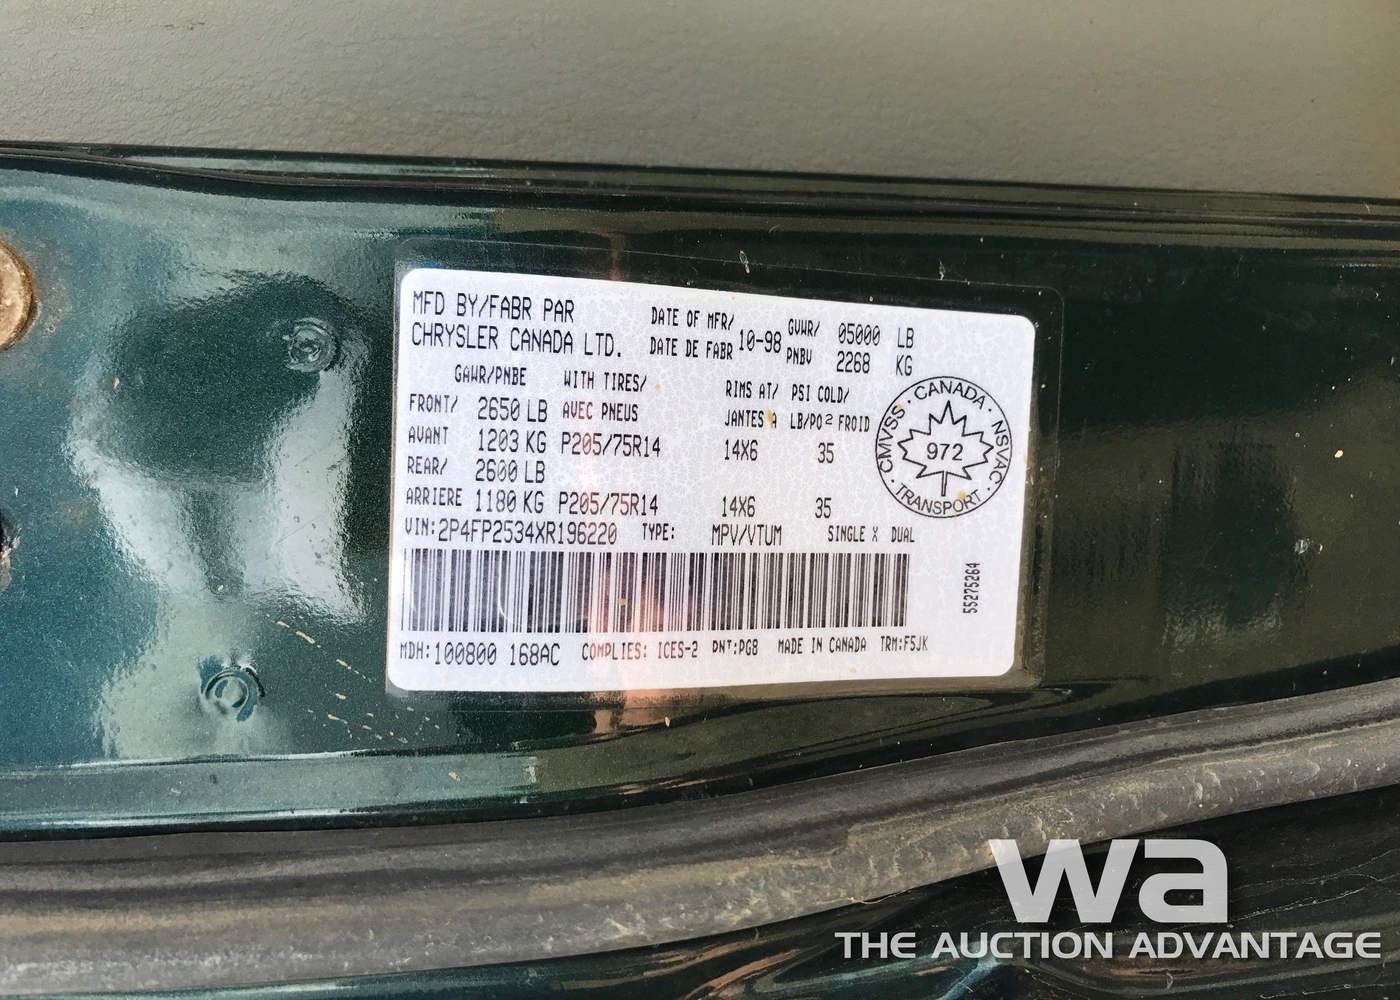 MFD BY/FABR PAR
CHRYSLER CANADA LTD.
DATE OF MFR/
DATE DE FABR
10-98
GVWR/
PNBV
05000 LB
2268 KG
GAWR/PNBE WITH TIRES/ RIMS AT/ PSI COLD/
FRONT/ 2650 LB AVEC PNEUS JANTES A LB/PO² FROID
AVANT 1203 KG P205/75R14 14X6 35
REAR/ 2600 LB
ARRIERE 1180 KG P205/75R14 14X6 35
VIN:2P4FP2534XR196220 TYPE: MPV/VTUM SINGLE X DUAL
MDH:100800 168AC COMPLIES: ICES-2 PNT:PG8 MADE IN CANADA TRM:F5JK
CMVSS · CANADA · NSVAC · TRANSPORT ·
972
55275264
wa
THE AUCTION ADVANTAGE